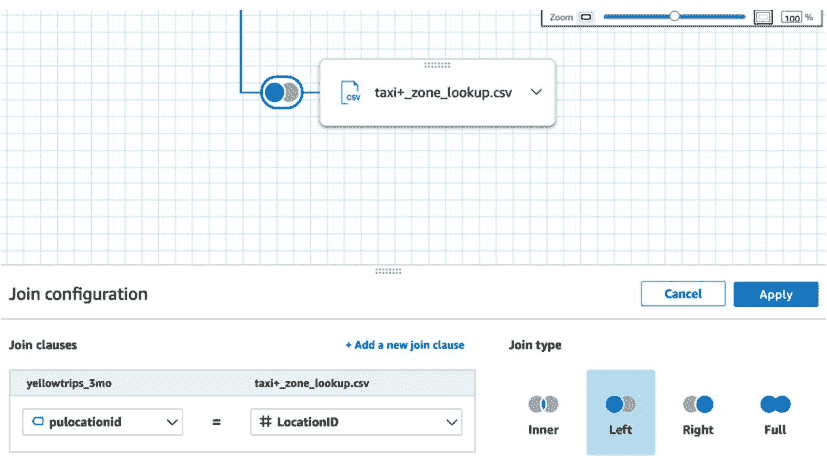 Zoom 100 %
CSV taxi+_zone_lookup.csv
Join configuration Cancel Apply
Join clauses + Add a new join clause Join type
yellowtrips_3mo taxi+_zone_lookup.csv
pulocationid = # LocationID
Inner Left Right Full